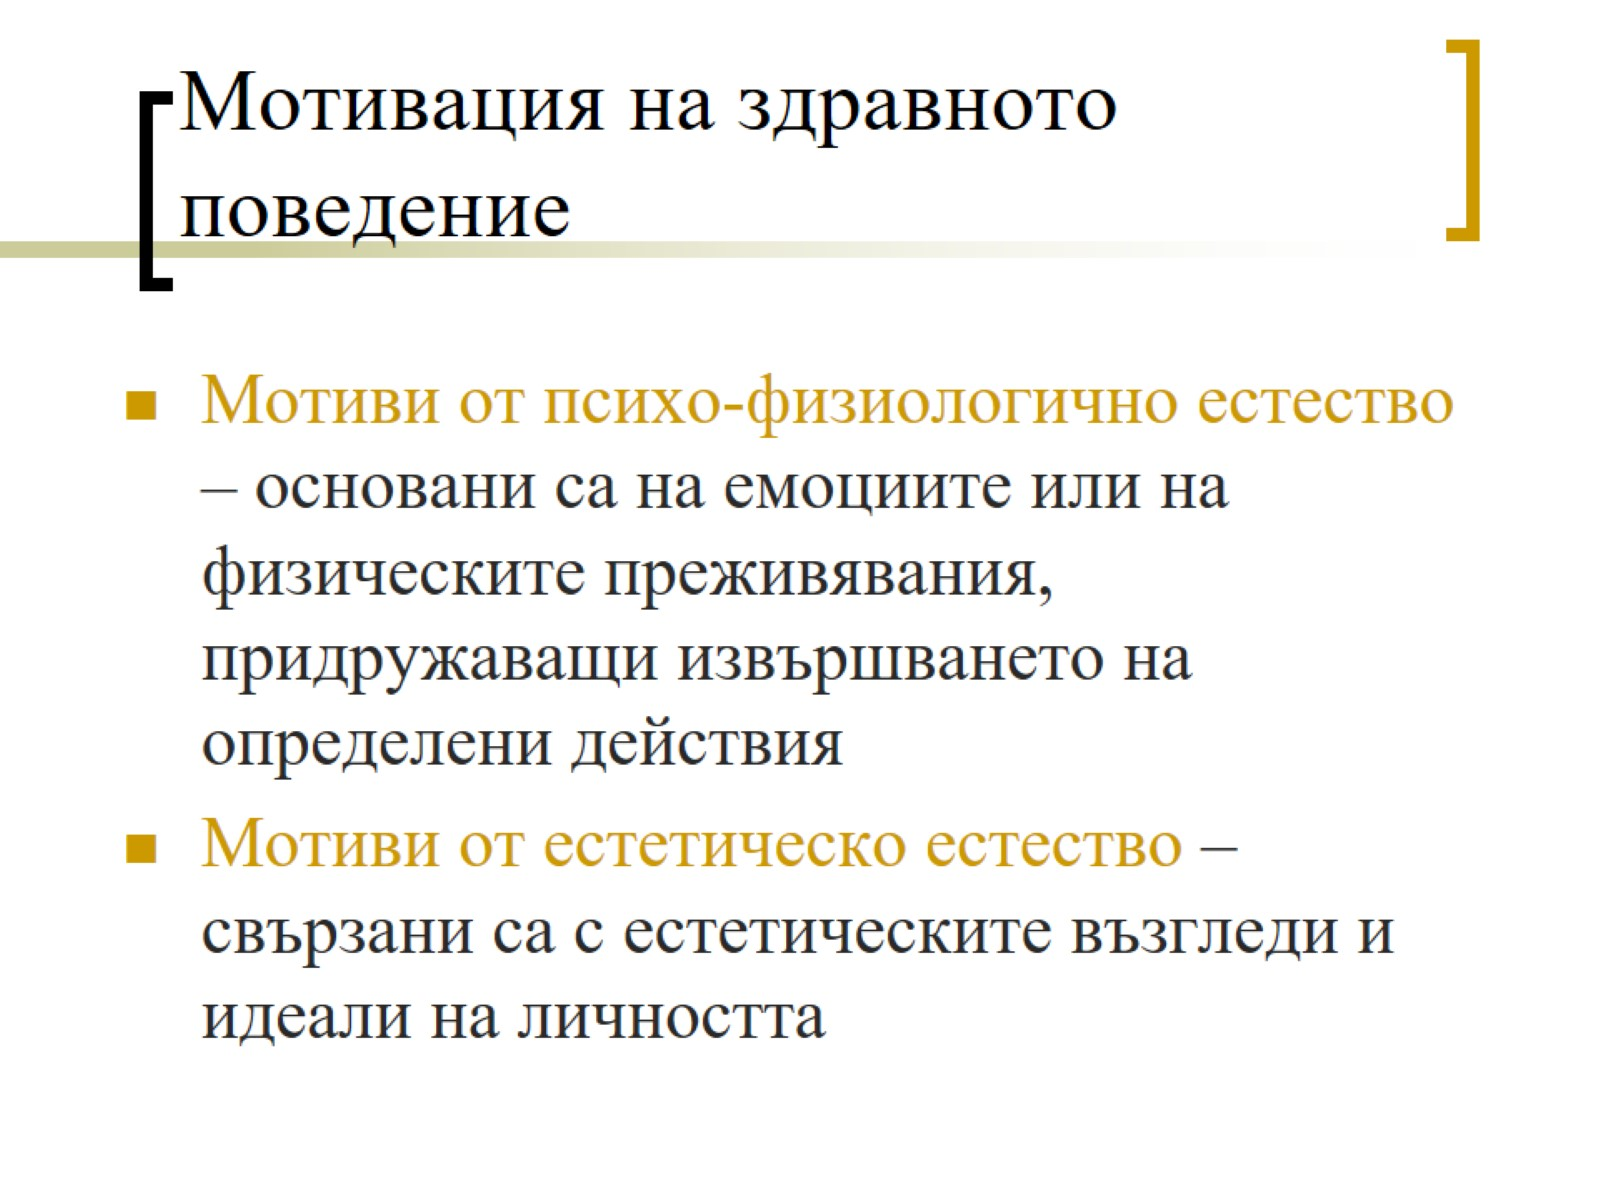 Мотивация на здравното
поведение
Мотиви от психо-физиологично естество
– основани са на емоциите или на
физическите преживявания,
придружаващи извършването на
определени действия
Мотиви от естетическо естество –
свързани са с естетическите възгледи и
идеали на личността